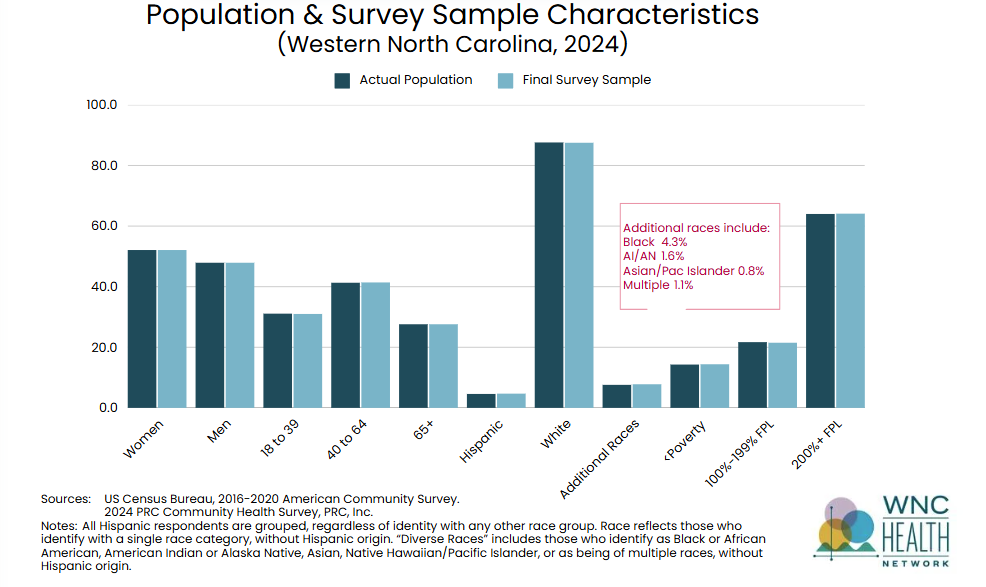 Population & Survey Sample Characteristics
(Western North Carolina, 2024)
Actual Population
Final Survey Sample
100.0
80.0
60.0
40.0
20.0
0.0
Additional races include:
Black 4.3%
AI/AN 1.6%
Asian/Pac Islander 0.8%
Multiple 1.1%
Women
Men
18 to 39
40 to 64
65+
Hispanic
White
Additional Races
<Poverty
100%-199% FPL
200%+ FPL
Sources: US Census Bureau, 2016-2020 American Community Survey.
2024 PRC Community Health Survey, PRC, Inc.
Notes: All Hispanic respondents are grouped, regardless of identity with any other race group. Race reflects those who
identify with a single race category, without Hispanic origin. “Diverse Races” includes those who identify as Black or African
American, American Indian or Alaska Native, Asian, Native Hawaiian/Pacific Islander, or as being of multiple races, without
Hispanic origin.
WNC
HEALTH
NETWORK